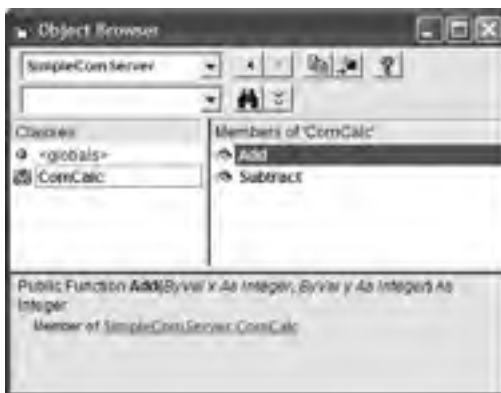 Object Browser
SimpleComServer
Classes
Members of 'ComCalc'
<globals>
Add
ComCalc
Subtract
Public Function Add(ByVal x As Integer, ByVal y As Integer) As
Integer
Member of SimpleComServer.ComCalc